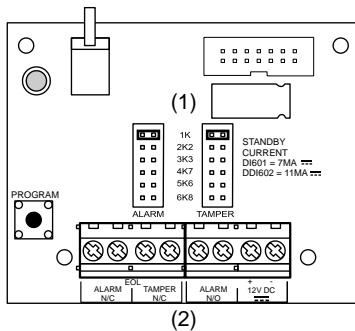 (1)
1K
2K2
3K3
4K7
5K6
6K8
STANDBY
CURRENT
DI601 = 7MA
DDI602 = 11MA
PROGRAM
ALARM TAMPER
EOL
ALARM TAMPER ALARM + -
N/C N/C N/O 12V DC
(2)